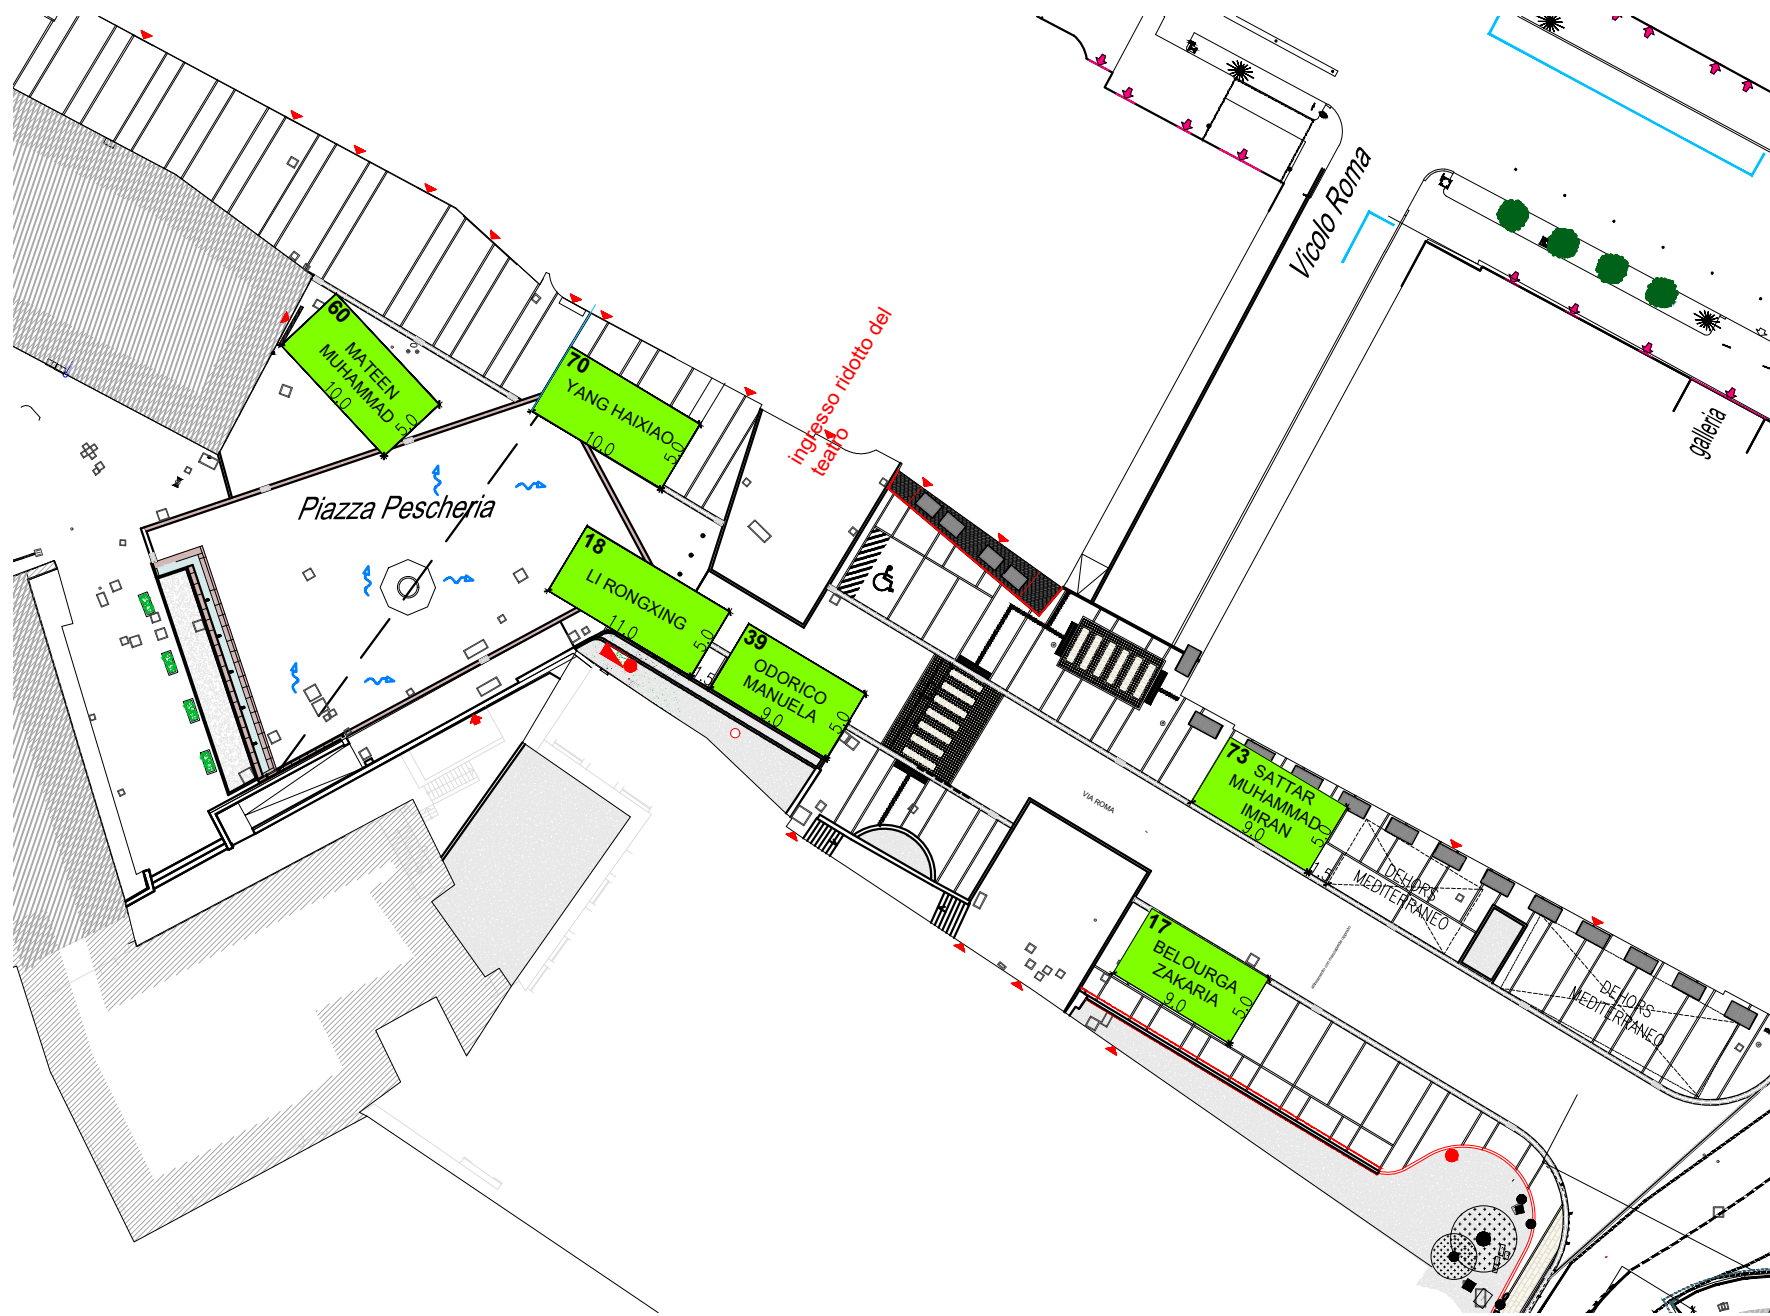 Vicolo Roma
galleria
ingresso ridotto del
teatro
60
MATEEN
MUHAMMAD
10,0
5,0
70
YANG HAIXIAO
10,0
5,0
Piazza Pescheria
18
LI RONGXING
11,0
5,0
1,5
39
ODORICO
MANUELA
9,0
5,0
VIA ROMA
73
SATTAR
MUHAMMAD
IMRAN
9,0
5,0
1,5
DEHORS
MEDITERRANEO
DEHORS
MEDITERRANEO
17
BELOURGA
ZAKARIA
9,0
5,0